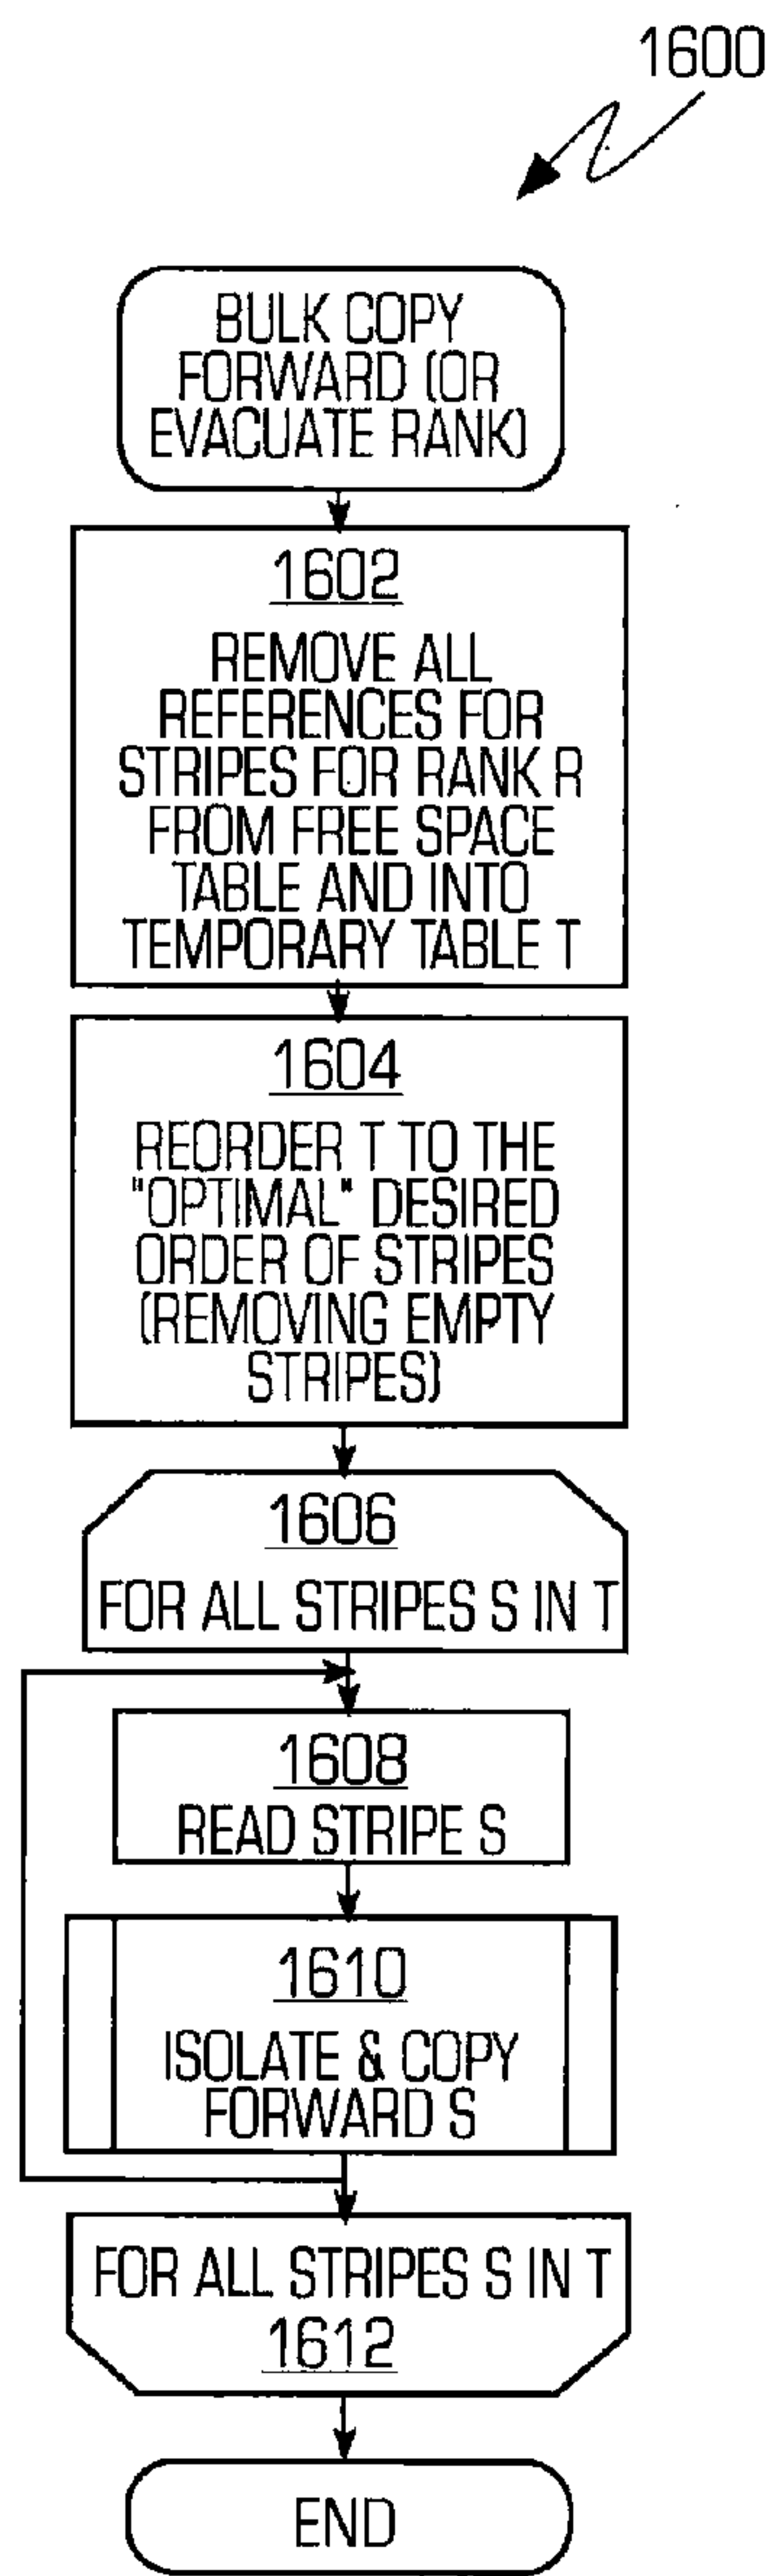 1600
BULK COPY
FORWARD (OR
EVACUATE RANK)
1602
REMOVE ALL
REFERENCES FOR
STRIPES FOR RANK R
FROM FREE SPACE
TABLE AND INTO
TEMPORARY TABLE T
1604
REORDER T TO THE
"OPTIMAL" DESIRED
ORDER OF STRIPES
(REMOVING EMPTY
STRIPES)
1606
FOR ALL STRIPES S IN T
1608
READ STRIPE S
1610
ISOLATE & COPY
FORWARD S
FOR ALL STRIPES S IN T
1612
END